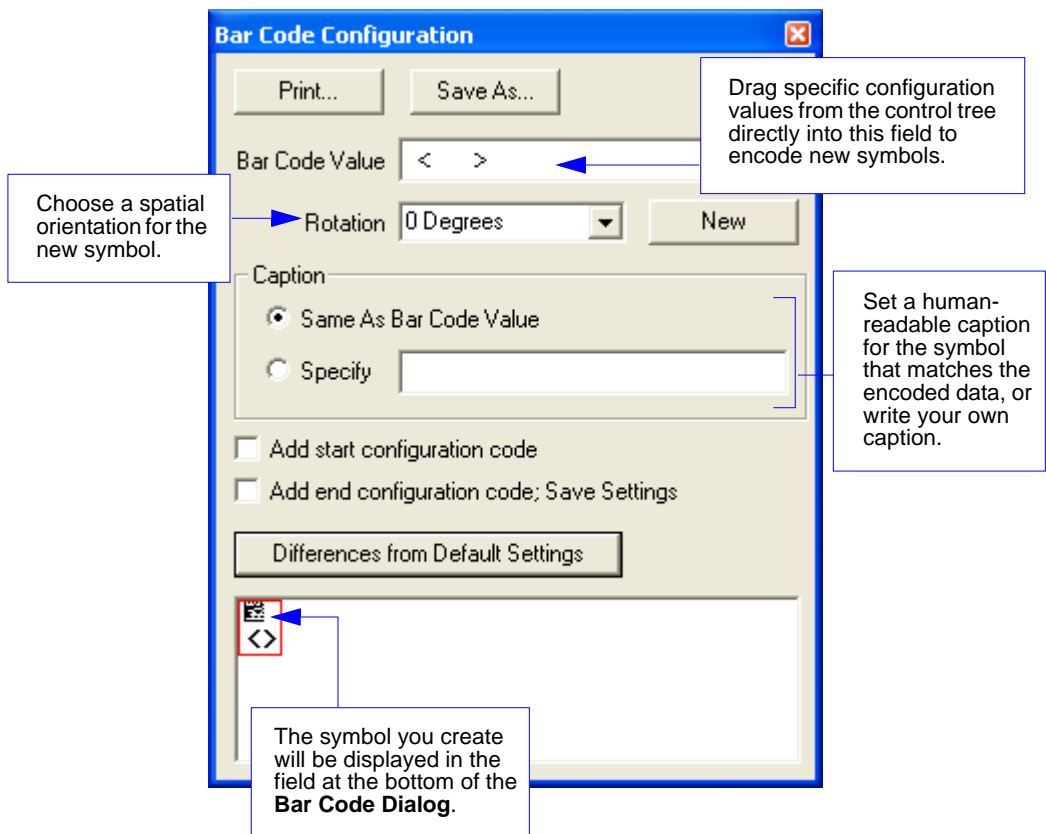 Bar Code Configuration
Print...
Save As...
Drag specific configuration
values from the control tree
directly into this field to
encode new symbols.
Bar Code Value
< >
Choose a spatial
orientation for the
new symbol.
Rotation
0 Degrees
New
Caption
Same As Bar Code Value
Specify
Set a human-
readable caption
for the symbol
that matches the
encoded data, or
write your own
caption.
Add start configuration code
Add end configuration code; Save Settings
Differences from Default Settings
<>
The symbol you create
will be displayed in the
field at the bottom of the
Bar Code Dialog.